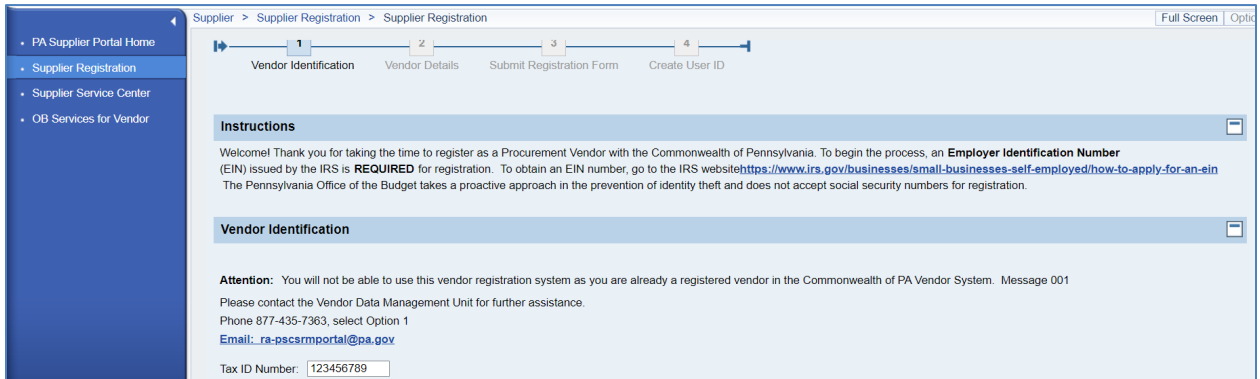 Supplier > Supplier Registration > Supplier Registration
Full Screen
PA Supplier Portal Home
Supplier Registration
Supplier Service Center
OB Services for Vendor
1 2 3 4
Vendor Identification Vendor Details Submit Registration Form Create User ID
Instructions
Welcome! Thank you for taking the time to register as a Procurement Vendor with the Commonwealth of Pennsylvania. To begin the process, an Employer Identification Number
(EIN) issued by the IRS is REQUIRED for registration. To obtain an EIN number, go to the IRS websitehttps://www.irs.gov/businesses/small-businesses-self-employed/how-to-apply-for-an-ein
The Pennsylvania Office of the Budget takes a proactive approach in the prevention of identity theft and does not accept social security numbers for registration.
Vendor Identification
Attention: You will not be able to use this vendor registration system as you are already a registered vendor in the Commonwealth of PA Vendor System. Message 001
Please contact the Vendor Data Management Unit for further assistance.
Phone 877-435-7363, select Option 1
Email: ra-pscsrmportal@pa.gov
Tax ID Number: 123456789